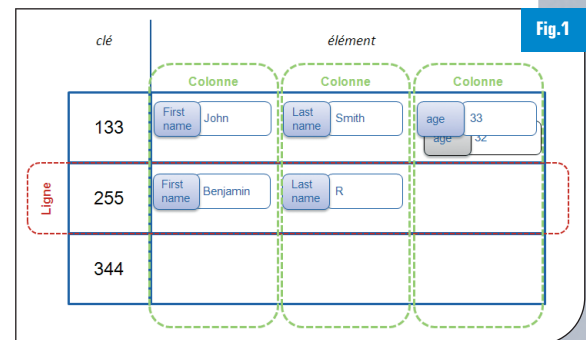 Fig.1
clé
élément
Colonne
Colonne
Colonne
133
First
name
John
Last
name
Smith
age
33
age
32
Ligne
255
First
name
Benjamin
Last
name
R
344